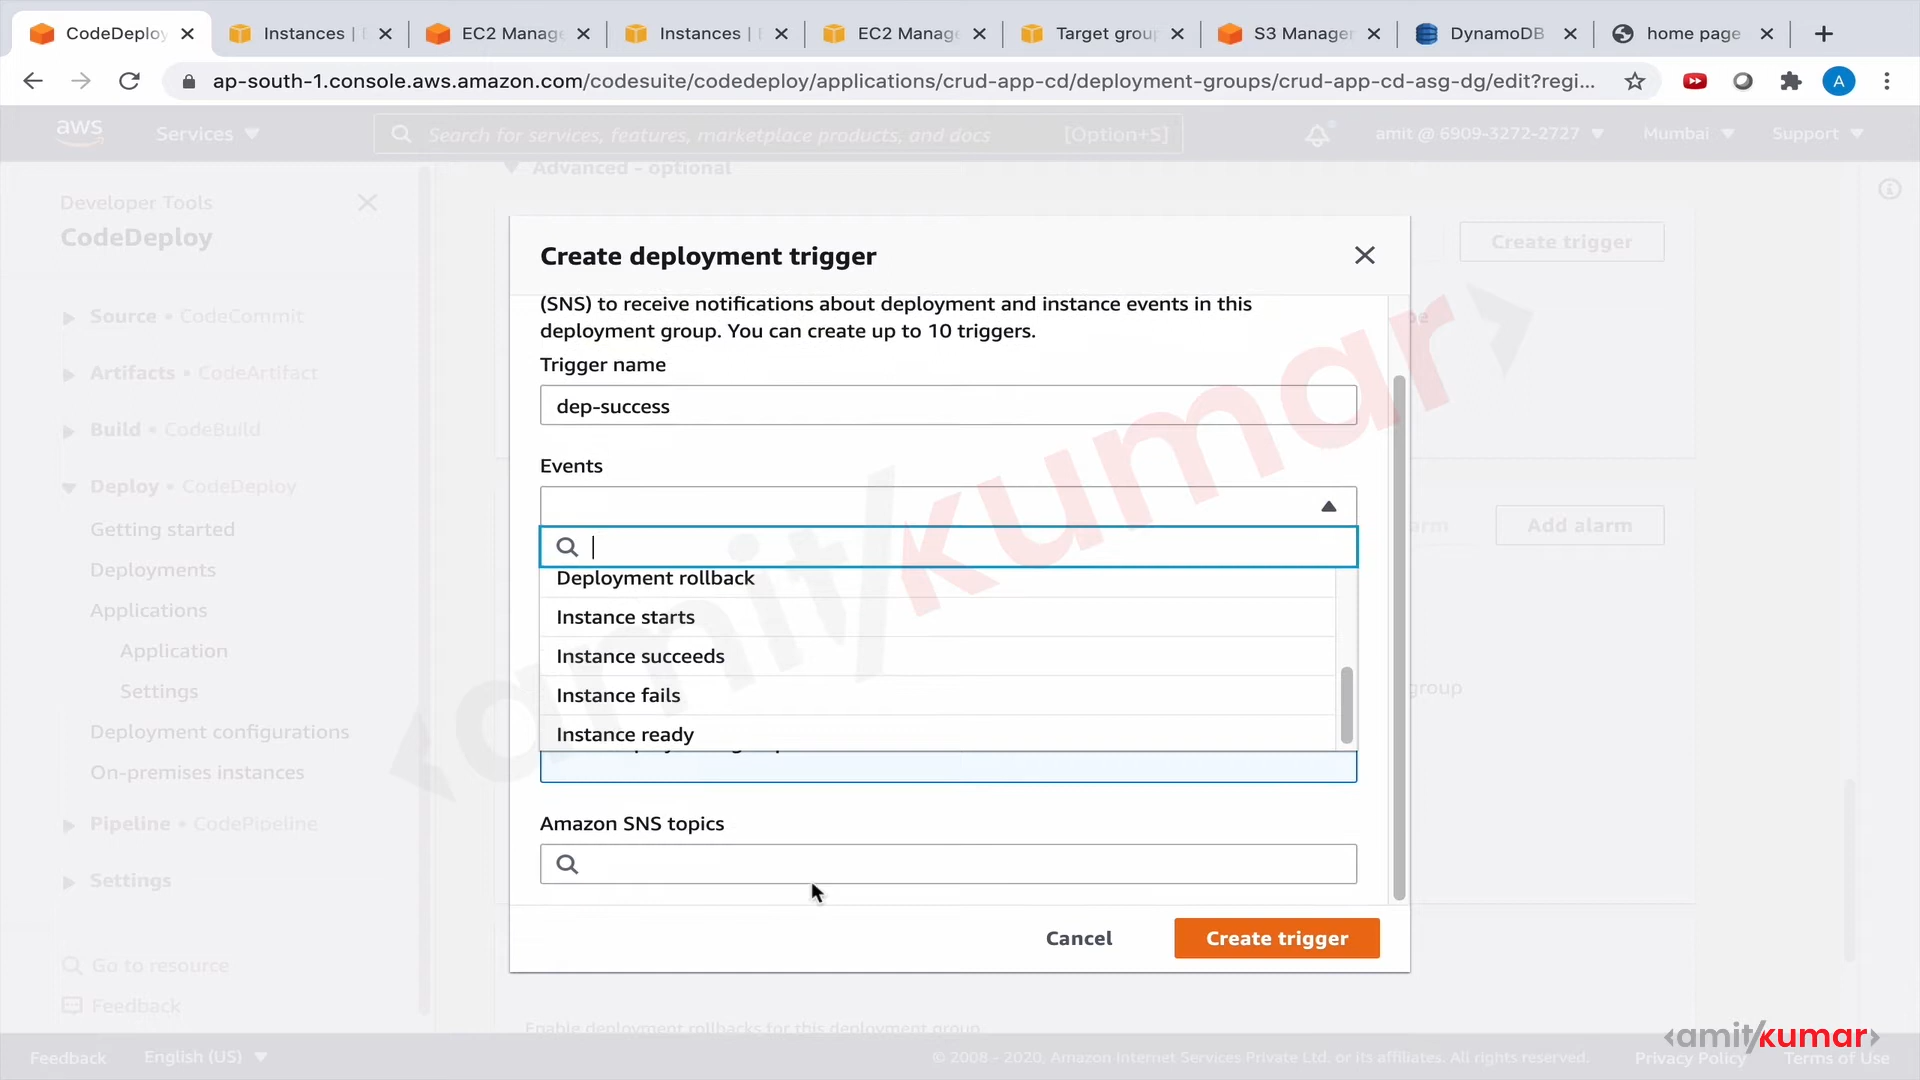 CodeDeploy
Instances |
EC2 Manage
Instances |
EC2 Manage
Target group
S3 Manager
DynamoDB
home page
ap-south-1.console.aws.amazon.com/codesuite/codedeploy/applications/crud-app-cd/deployment-groups/crud-app-cd-asg-dg/edit?regi...
A
aws
Services
Search for services, features, marketplace products, and docs
[Option+S]
amit @ 6909-3272-2727
Mumbai
Support
Advanced - optional
Developer Tools
CodeDeploy
Create trigger
Source • CodeCommit
Artifacts • CodeArtifact
Build • CodeBuild
Deploy • CodeDeploy
Getting started
Deployments
Applications
Application
Settings
Deployment configurations
On-premises instances
Pipeline • CodePipeline
Settings
Go to resource
Feedback
Create deployment trigger
(SNS) to receive notifications about deployment and instance events in this
deployment group. You can create up to 10 triggers.
Trigger name
dep-success
Events
Deployment rollback
Instance starts
Instance succeeds
Instance fails
Instance ready
Amazon SNS topics
Cancel
Create trigger
Add alarm
group
<amit/kumar>
Enable deployment rollbacks for this deployment group
Feedback
English (US)
© 2008 - 2020, Amazon Internet Services Private Ltd. or its affiliates. All rights reserved.
Privacy Policy
Terms of Use
<amit/kumar>